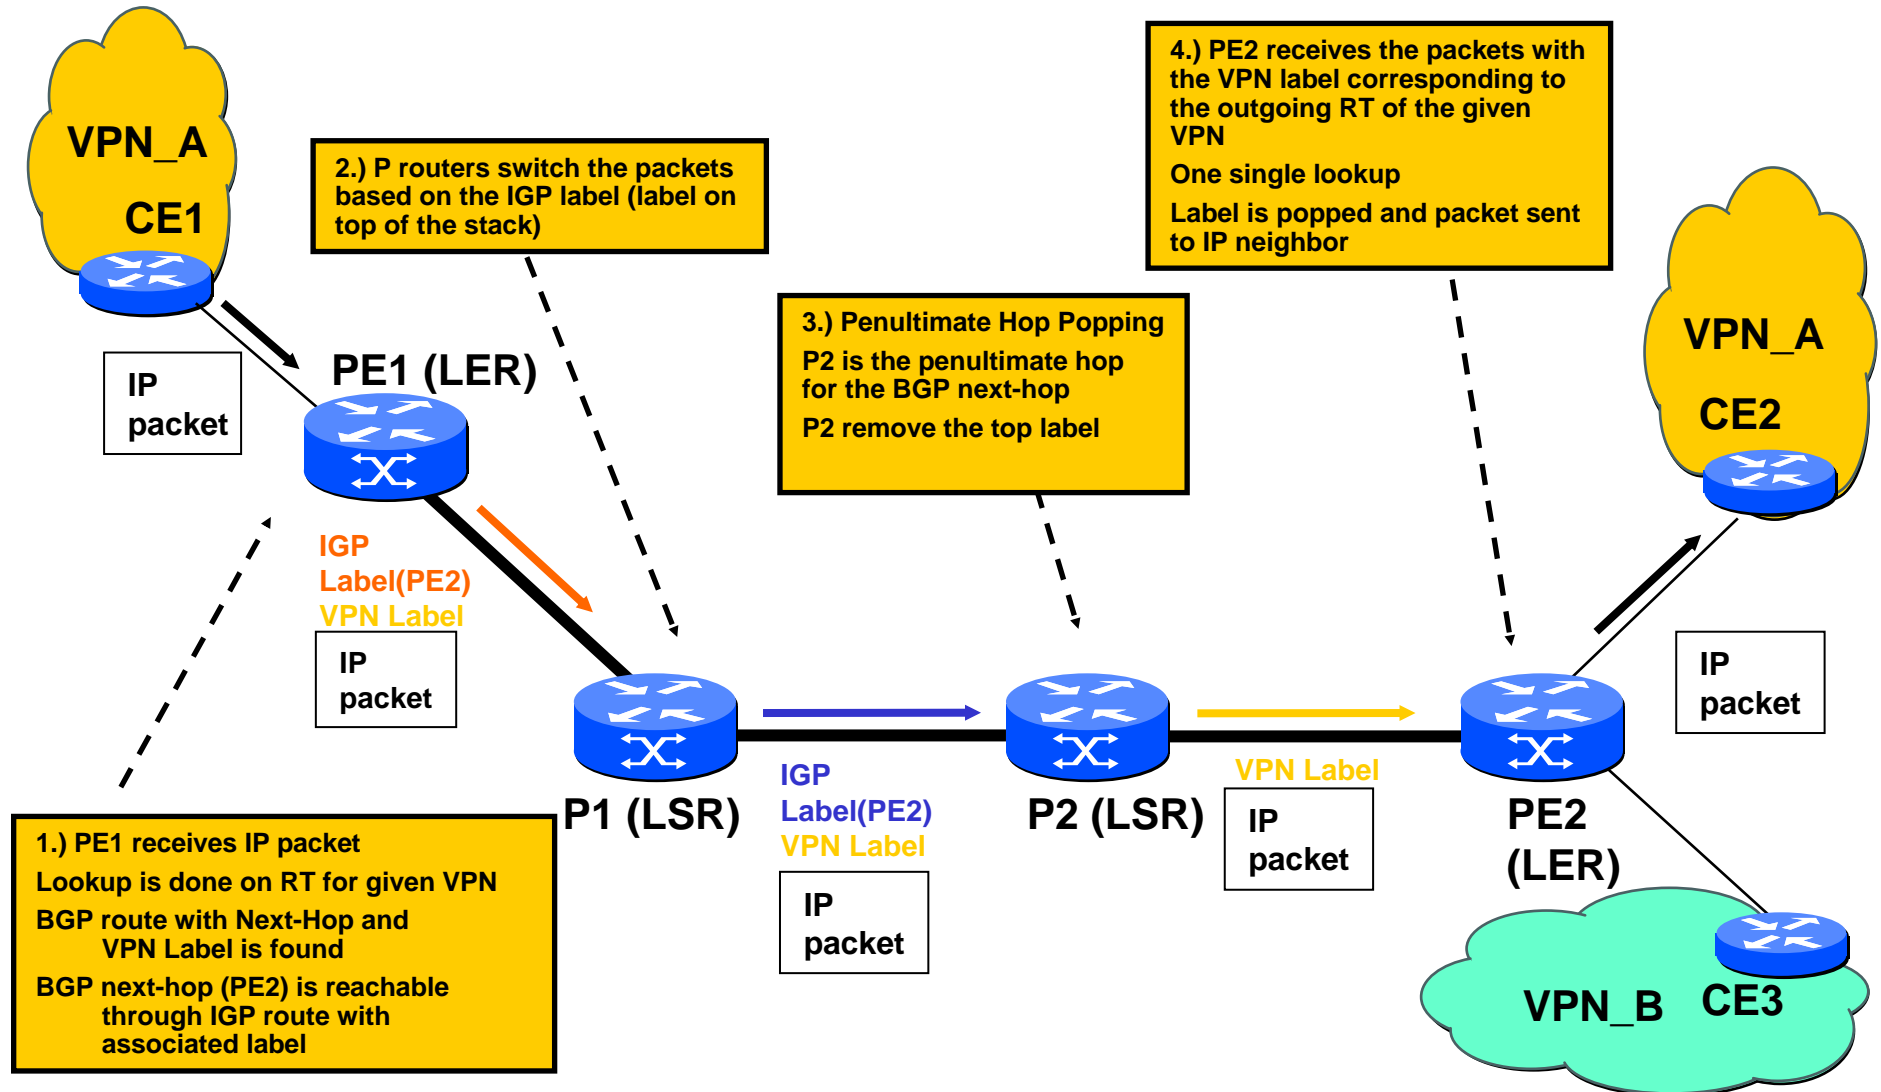 VPN_A
CE1
IP
packet
PE1 (LER)
2.) P routers switch the packets
based on the IGP label (label on
top of the stack)
3.) Penultimate Hop Popping
P2 is the penultimate hop
for the BGP next-hop
P2 remove the top label
4.) PE2 receives the packets with
the VPN label corresponding to
the outgoing RT of the given
VPN
One single lookup
Label is popped and packet sent
to IP neighbor
VPN_A
CE2
IGP
Label(PE2)
VPN Label
IP
packet
IP
packet
P1 (LSR)
IGP
Label(PE2)
VPN Label
IP
packet
P2 (LSR)
VPN Label
IP
packet
PE2
(LER)
1.) PE1 receives IP packet
Lookup is done on RT for given VPN
BGP route with Next-Hop and
VPN Label is found
BGP next-hop (PE2) is reachable
through IGP route with
associated label
VPN_B
CE3